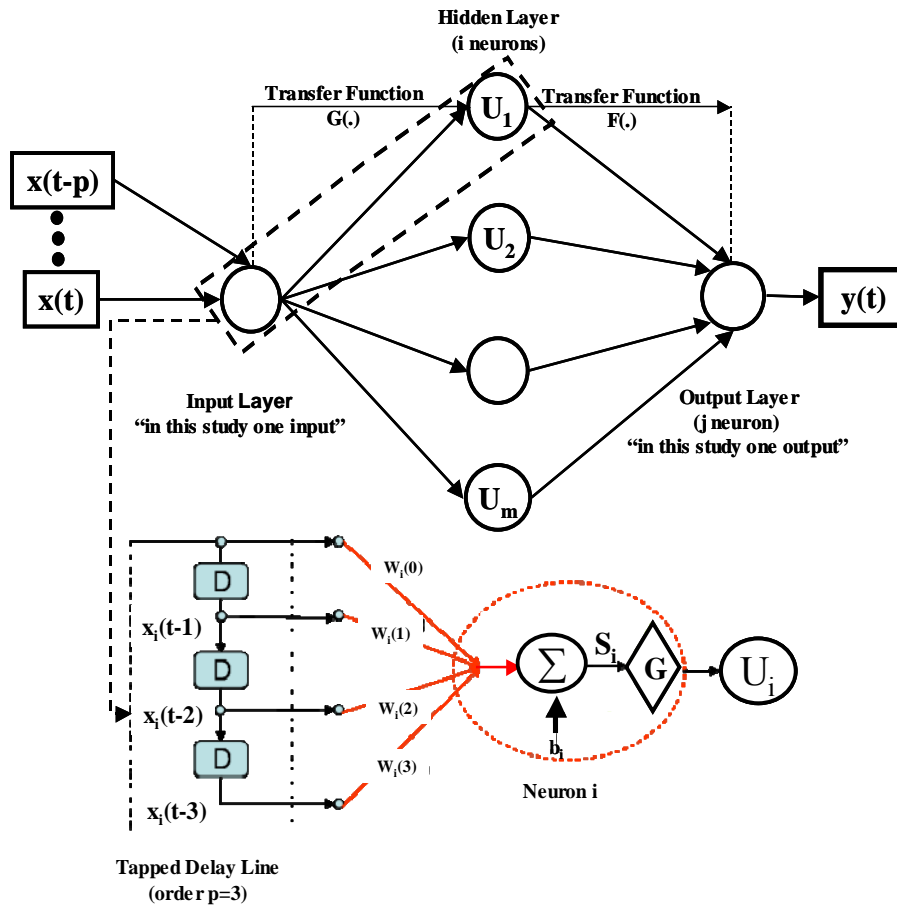 Hidden Layer
(i neurons)
Transfer Function
G(.)
Transfer Function
F(.)
U1
x(t-p)
U2
x(t)
y(t)
Input Layer
“in this study one input”
Output Layer
(j neuron)
“in this study one output”
Um
Wi(0)
D
xi(t-1)
Wi(1)
D
Σ
Si
G
Ui
xi(t-2)
Wi(2)
D
bi
Wi(3)
Neuron i
xi(t-3)
Tapped Delay Line
(order p=3)